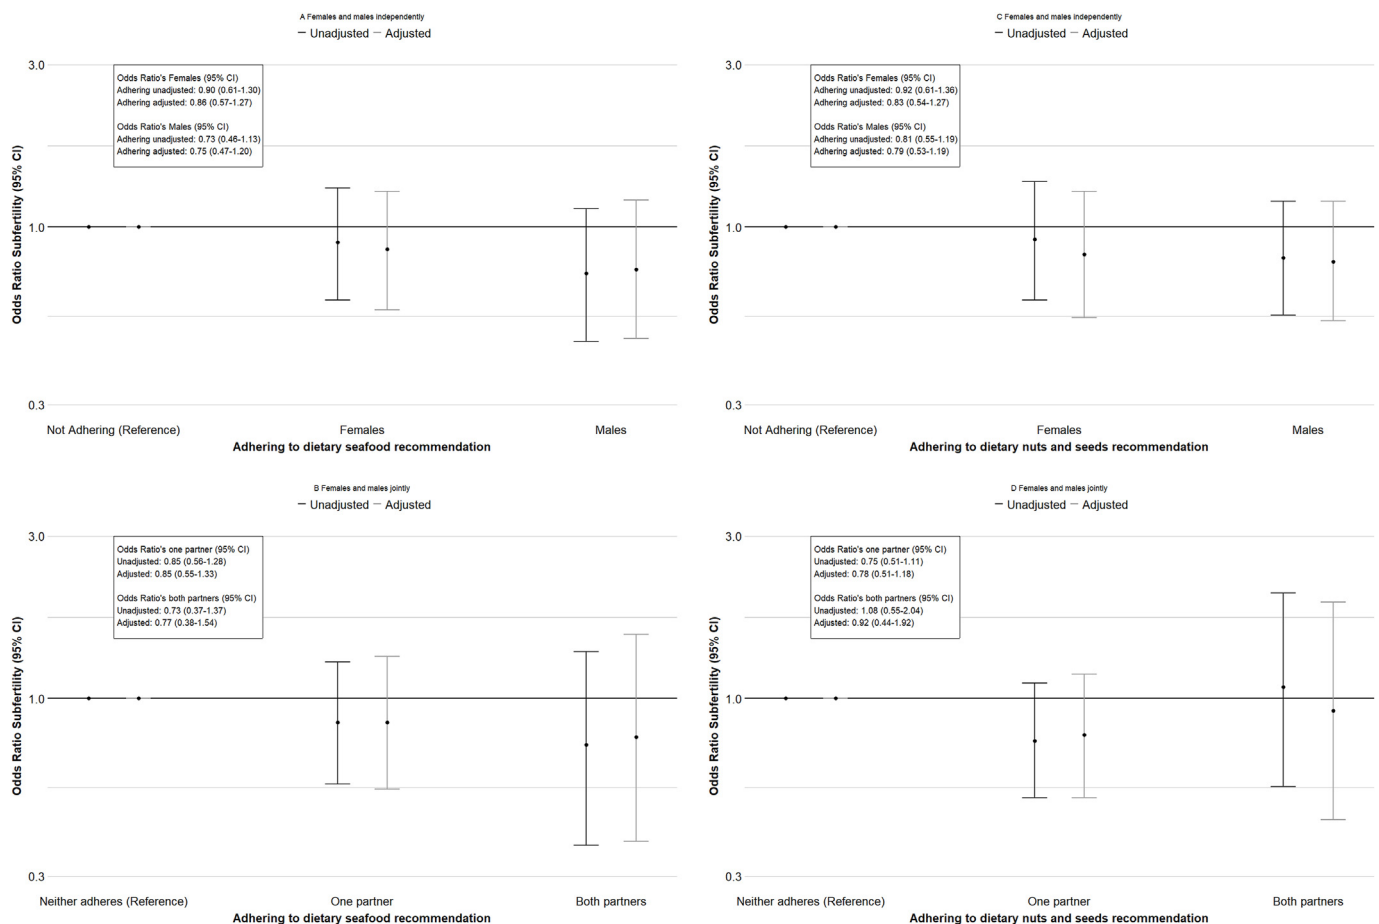 A Females and males independently
— Unadjusted — Adjusted
3.0
1.0
0.3
Odds Ratio Subfertility (95% CI)
Odds Ratio's Females (95% CI)
Adhering unadjusted: 0.90 (0.61-1.30)
Adhering adjusted: 0.86 (0.57-1.27)
Odds Ratio's Males (95% CI)
Adhering unadjusted: 0.73 (0.46-1.13)
Adhering adjusted: 0.75 (0.47-1.20)
Not Adhering (Reference) Females Males
Adhering to dietary seafood recommendation
C Females and males independently
— Unadjusted — Adjusted
3.0
1.0
0.3
Odds Ratio Subfertility (95% CI)
Odds Ratio's Females (95% CI)
Adhering unadjusted: 0.92 (0.61-1.36)
Adhering adjusted: 0.83 (0.54-1.27)
Odds Ratio's Males (95% CI)
Adhering unadjusted: 0.81 (0.55-1.19)
Adhering adjusted: 0.79 (0.53-1.19)
Not Adhering (Reference) Females Males
Adhering to dietary nuts and seeds recommendation
B Females and males jointly
— Unadjusted — Adjusted
3.0
1.0
0.3
Odds Ratio Subfertility (95% CI)
Odds Ratio's one partner (95% CI)
Unadjusted: 0.85 (0.56-1.28)
Adjusted: 0.85 (0.55-1.33)
Odds Ratio's both partners (95% CI)
Unadjusted: 0.73 (0.37-1.37)
Adjusted: 0.77 (0.38-1.54)
Neither adheres (Reference) One partner Both partners
Adhering to dietary seafood recommendation
D Females and males jointly
— Unadjusted — Adjusted
3.0
1.0
0.3
Odds Ratio Subfertility (95% CI)
Odds Ratio's one partner (95% CI)
Unadjusted: 0.75 (0.51-1.11)
Adjusted: 0.78 (0.51-1.18)
Odds Ratio's both partners (95% CI)
Unadjusted: 1.08 (0.55-2.04)
Adjusted: 0.92 (0.44-1.92)
Neither adheres (Reference) One partner Both partners
Adhering to dietary nuts and seeds recommendation